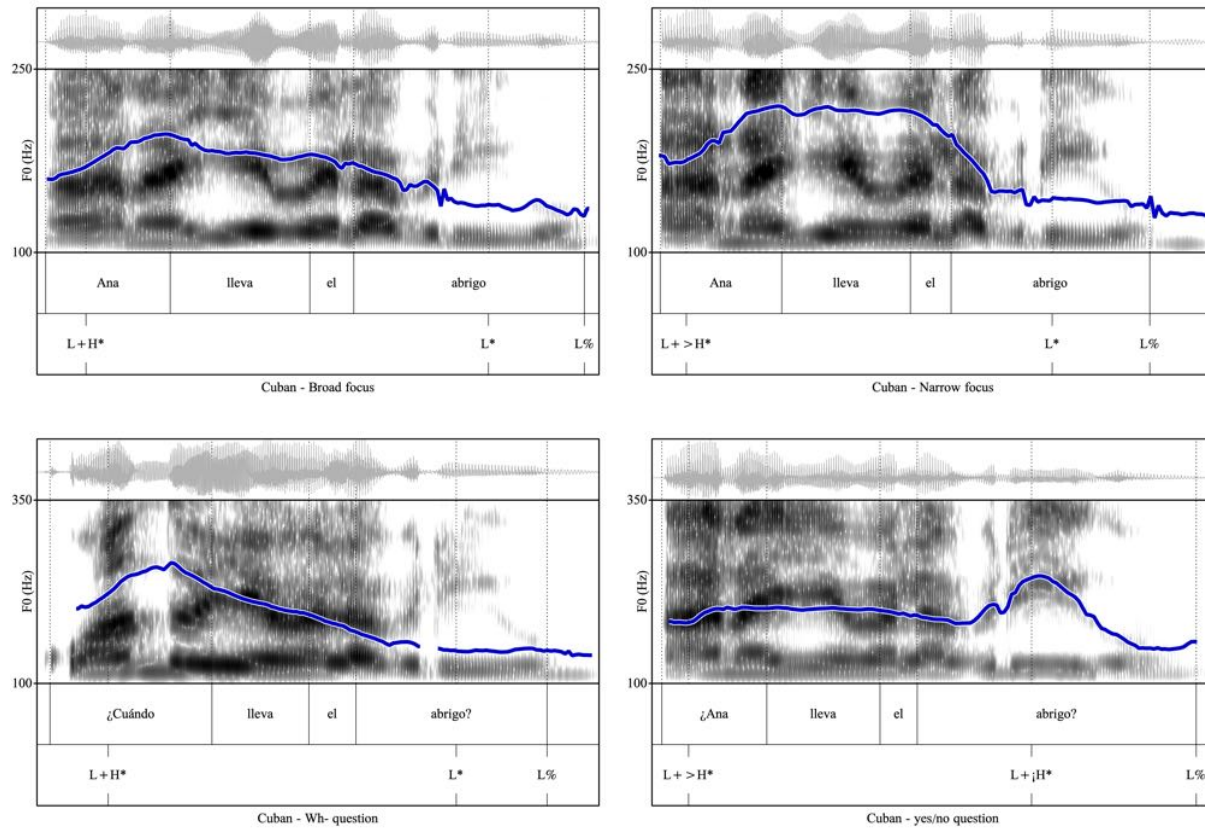 250
F0 (Hz)
100
Ana lleva el abrigo
L+H* L* L%
Cuban - Broad focus
250
F0 (Hz)
100
Ana lleva el abrigo
L+>H* L* L%
Cuban - Narrow focus
350
F0 (Hz)
100
¿Cuándo lleva el abrigo?
L+H* L* L%
Cuban - Wh- question
350
F0 (Hz)
100
¿Ana lleva el abrigo?
L+>H* L+¡H* L%
Cuban - yes/no question